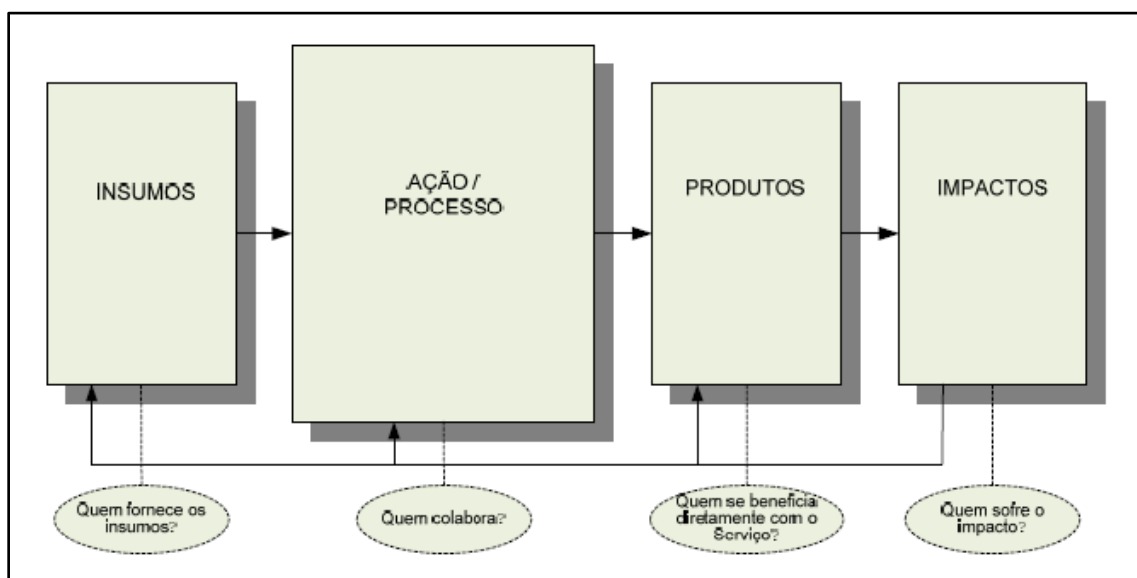 INSUMOS
AÇÃO /
PROCESSO
PRODUTOS
IMPACTOS
Quem fornece os
insumos?
Quem colabora?
Quem se beneficia
diretamente com o
Serviço?
Quem sofre o
impacto?